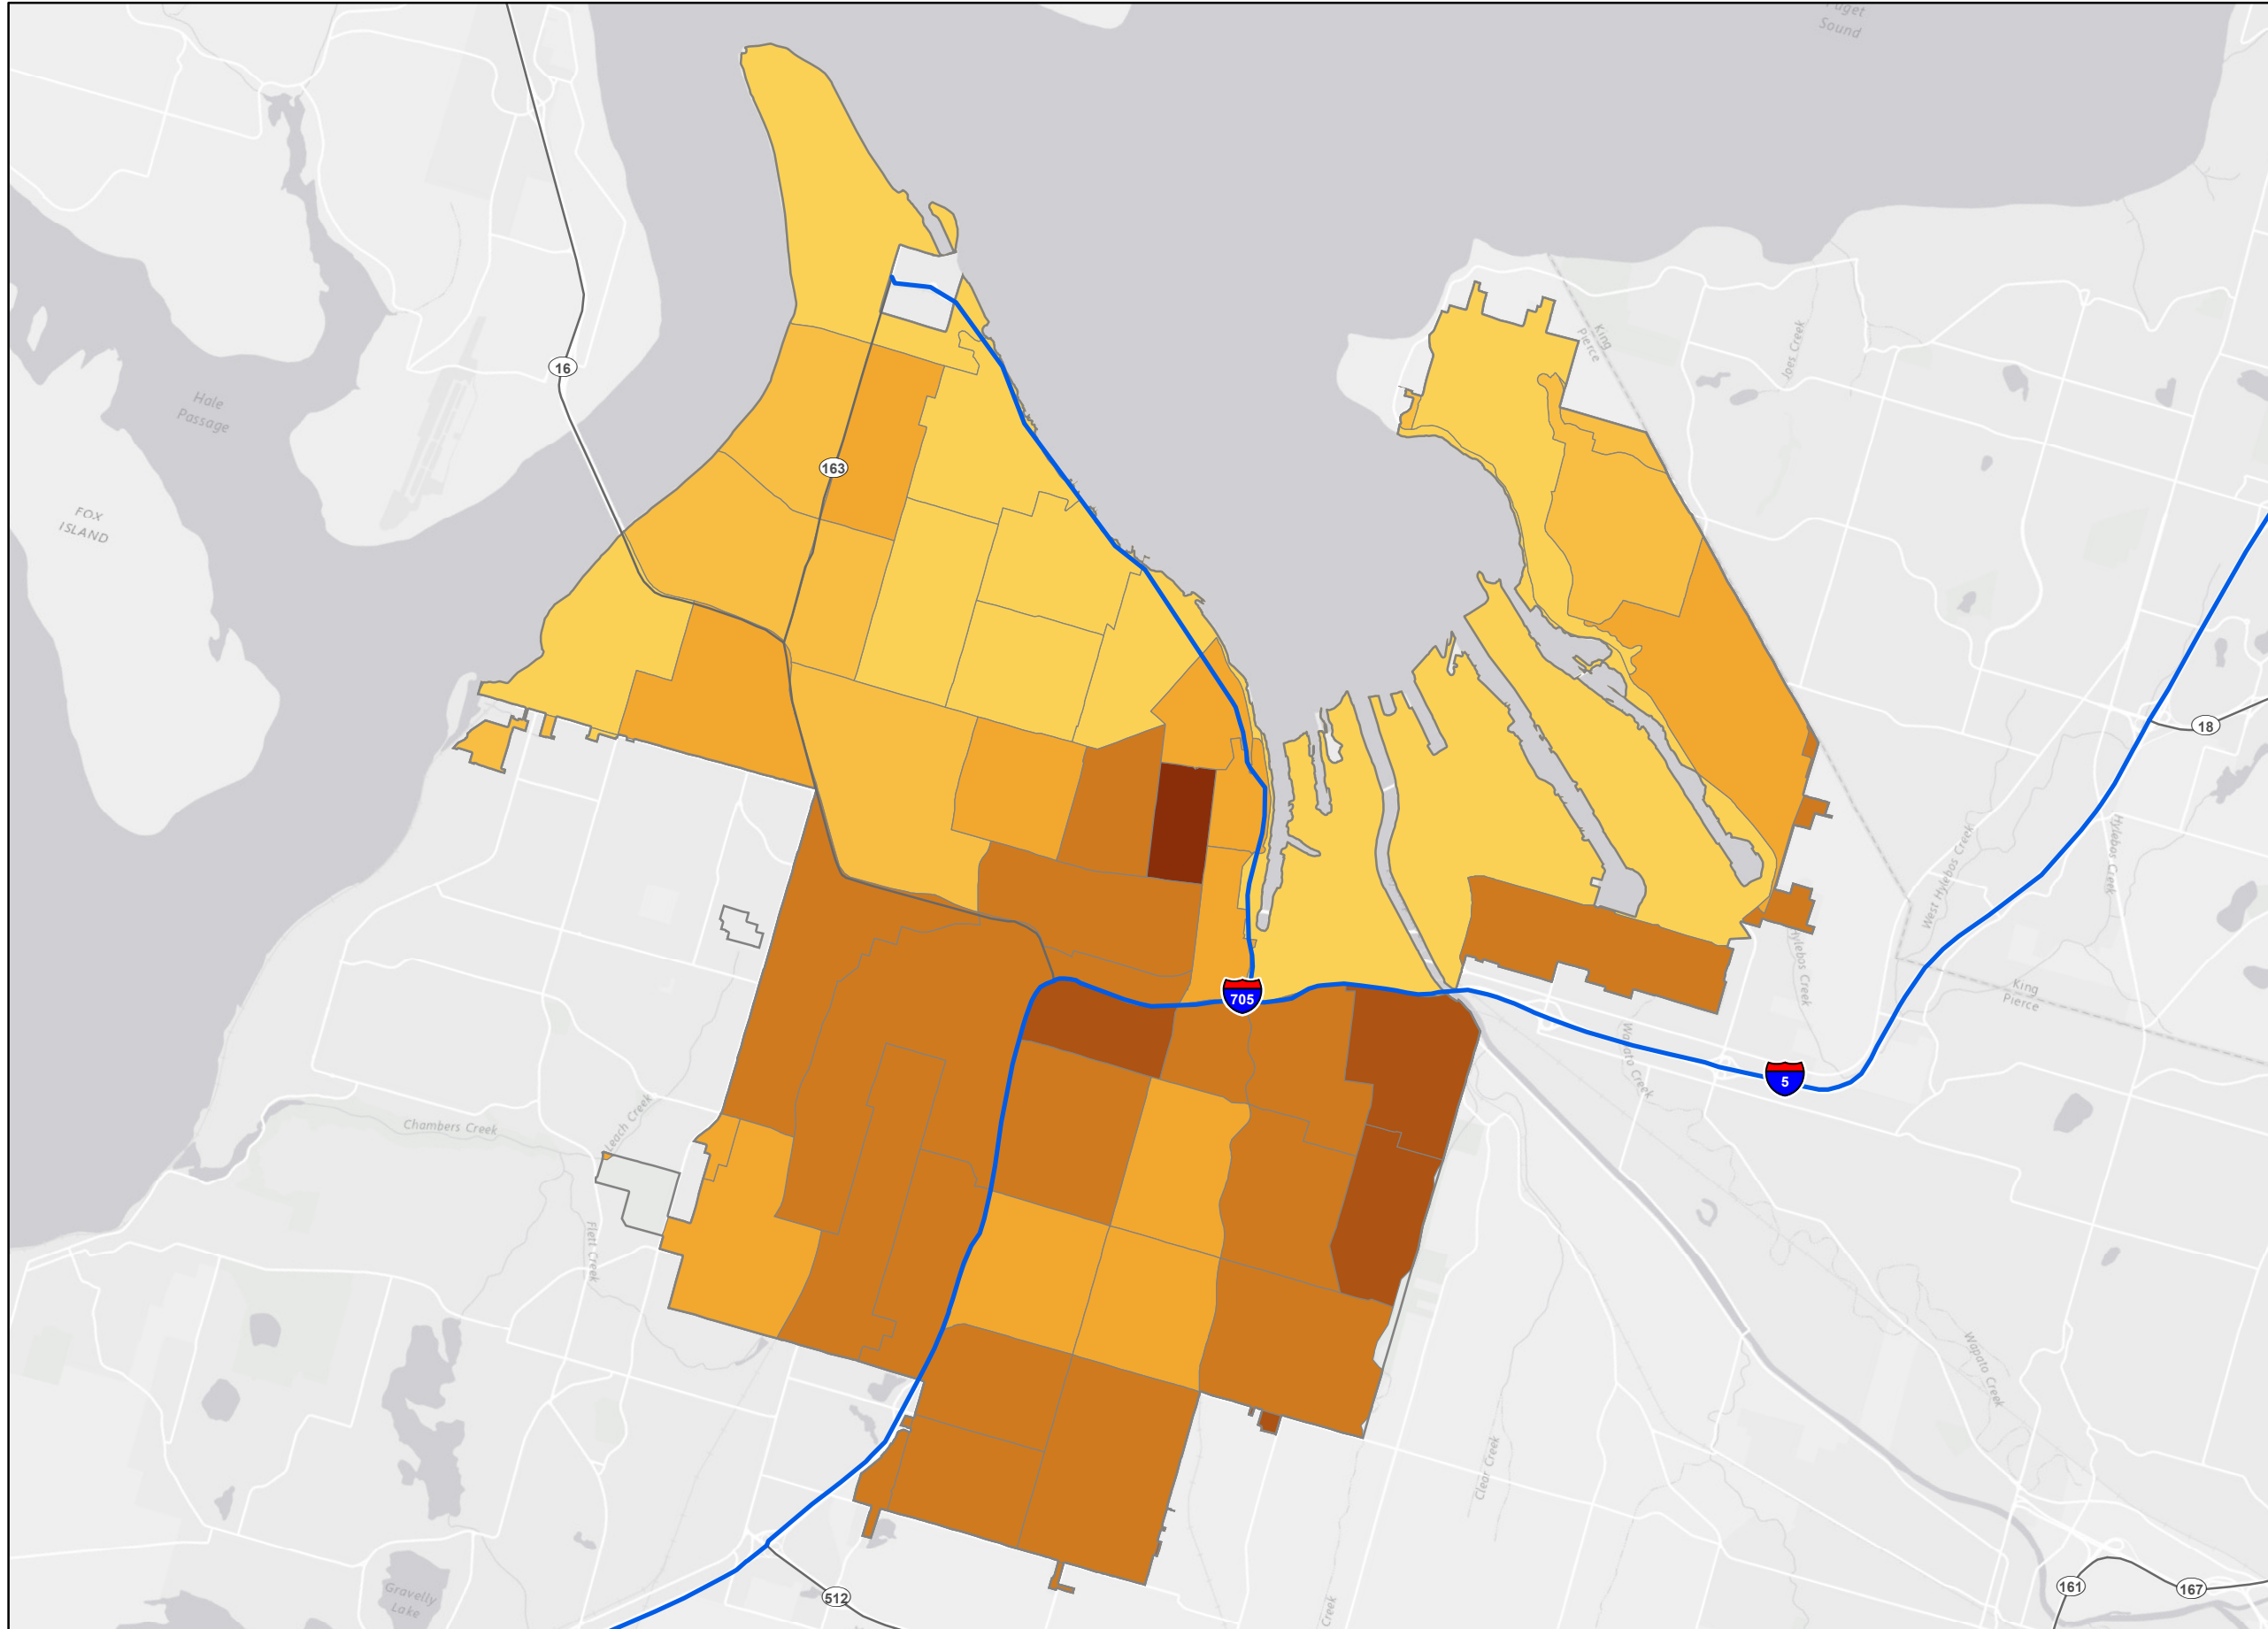 Puget
Sound
King
Pierce
Joes Creek
16
Hale
Passage
163
FOX
ISLAND
18
Hylebos Creek
West Hylebos Creek
Hylebos Creek
705
King
Pierce
Wapato Creek
5
Leach Creek
Chambers Creek
Flett Creek
Wapato Creek
Clear Creek
Gravelly
Lake
512
Creek
161
167